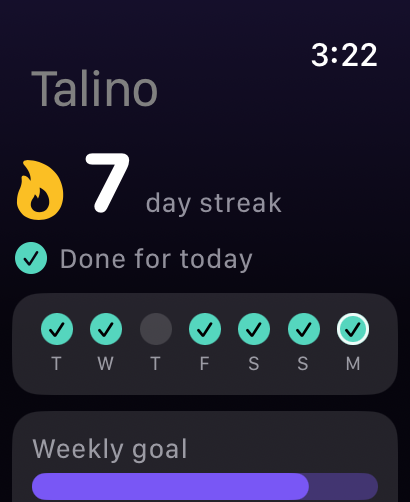 3:22
Talino
7 day streak
Done for today
T W T F S S M
Weekly goal